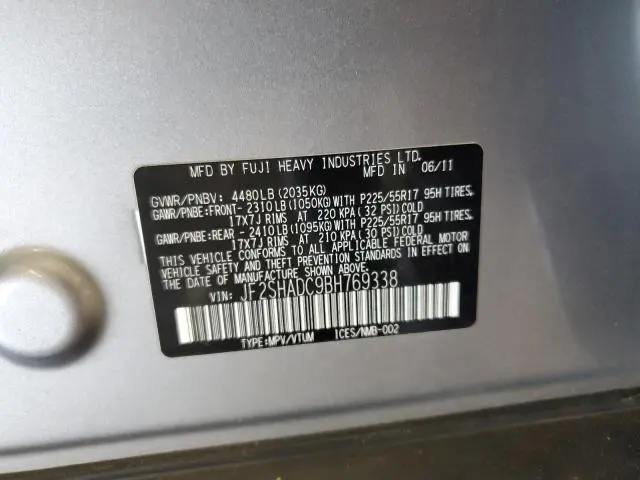 MFD BY FUJI HEAVY INDUSTRIES LTD.
MFD IN 06/11
GVWR/PNBV: 4480LB(2035KG)
GAWR/PNBE:FRONT-2310LB(1050KG)WITH P225/55R17 95H TIRES,
17X7J RIMS AT 220 KPA(32 PSI)COLD
GAWR/PNBE:REAR -2410LB(1095KG)WITH P225/55R17 95H TIRES,
17X7J RIMS AT 210 KPA(30 PSI)COLD
THIS VEHICLE CONFORMS TO ALL APPLICABLE FEDERAL MOTOR
VEHICLE SAFETY AND THEFT PREVENTION STANDARDS IN EFFECT ON
THE DATE OF MANUFACTURE SHOWN ABOVE.
VIN: JF2SHADC9BH769338
TYPE:MPV/VTUM ICES/NMB-002